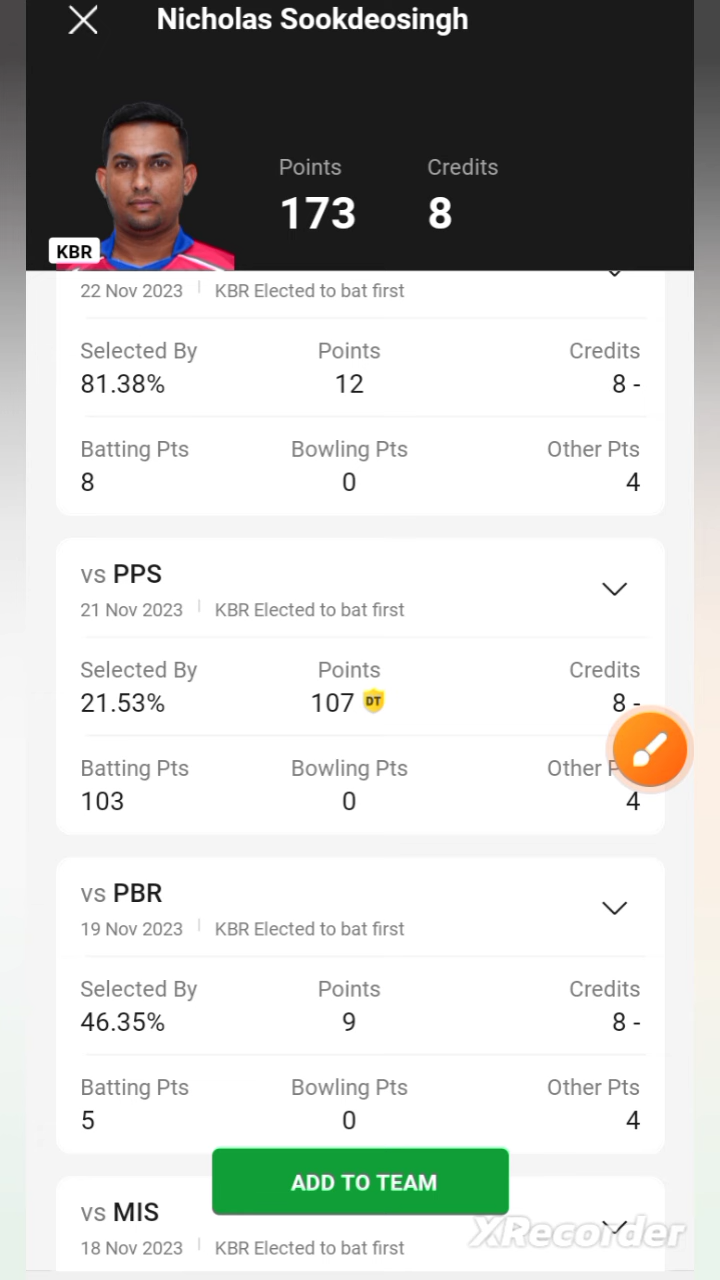 Nicholas Sookdeosingh
Points Credits
173 8
KBR
22 Nov 2023 KBR Elected to bat first
Selected By Points Credits
81.38% 12 8 -
Batting Pts Bowling Pts Other Pts
8 0 4
vs PPS
21 Nov 2023 KBR Elected to bat first
Selected By Points Credits
21.53% 107 DT 8 -
Batting Pts Bowling Pts Other
103 0 4
vs PBR
19 Nov 2023 KBR Elected to bat first
Selected By Points Credits
46.35% 9 8 -
Batting Pts Bowling Pts Other Pts
5 0 4
ADD TO TEAM
vs MIS
XRecorder
18 Nov 2023 KBR Elected to bat first